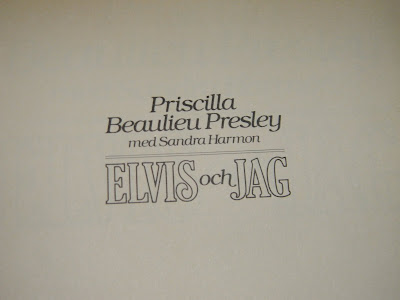 Priscilla
Beaulieu Presley
med Sandra Harmon
ELVIS och JAG